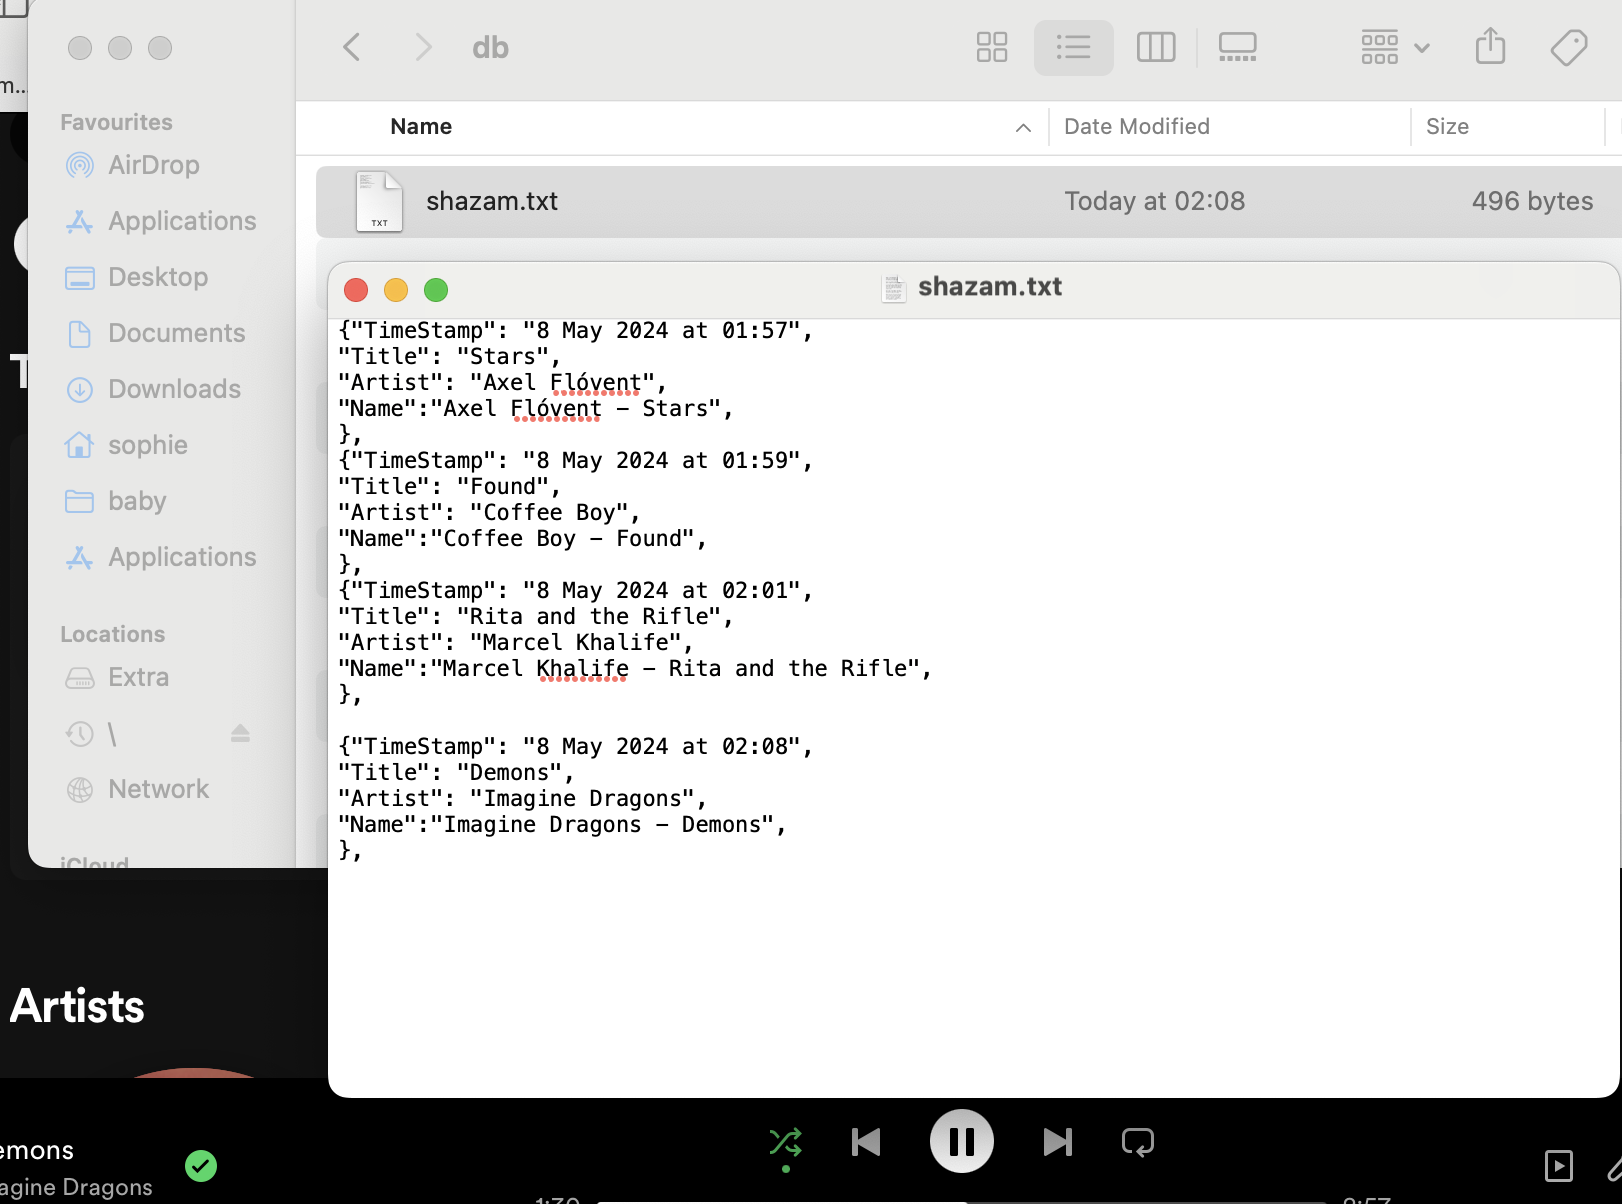 m...
db
Favourites
AirDrop
Applications
Desktop
Documents
Downloads
sophie
baby
Applications
Locations
Extra
\
Network
iCloud
Name
Date Modified
Size
TXT
shazam.txt
Today at 02:08
496 bytes
shazam.txt
{"TimeStamp": "8 May 2024 at 01:57",
"Title": "Stars",
"Artist": "Axel Flóvent",
"Name":"Axel Flóvent – Stars",
},
{"TimeStamp": "8 May 2024 at 01:59",
"Title": "Found",
"Artist": "Coffee Boy",
"Name":"Coffee Boy – Found",
},
{"TimeStamp": "8 May 2024 at 02:01",
"Title": "Rita and the Rifle",
"Artist": "Marcel Khalife",
"Name":"Marcel Khalife – Rita and the Rifle",
},
{"TimeStamp": "8 May 2024 at 02:08",
"Title": "Demons",
"Artist": "Imagine Dragons",
"Name":"Imagine Dragons – Demons",
},
T
Artists
emons
agine Dragons